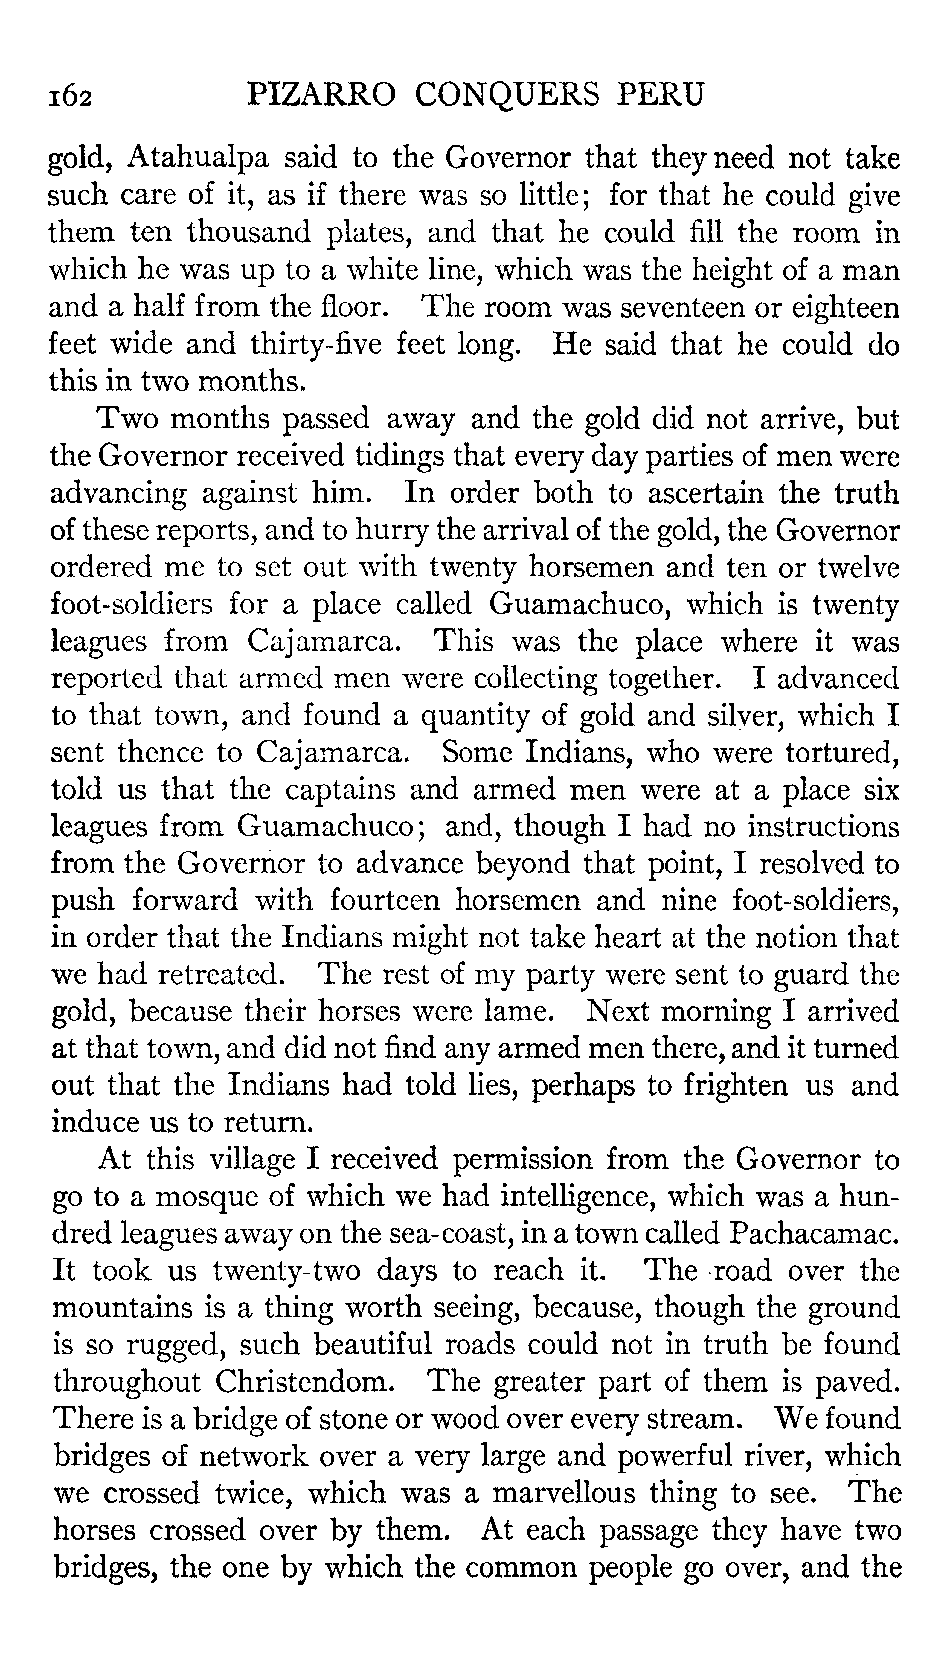 162 PIZARRO CONQUERS PERU
gold, Atahualpa said to the Governor that they need not take
such care of it, as if there was so little; for that he could give
them ten thousand plates, and that he could fill the room in
which he was up to a white line, which was the height of a man
and a half from the floor. The room was seventeen or eighteen
feet wide and thirty-five feet long. He said that he could do
this in two months.
Two months passed away and the gold did not arrive, but
the Governor received tidings that every day parties of men were
advancing against him. In order both to ascertain the truth
of these reports, and to hurry the arrival of the gold, the Governor
ordered me to set out with twenty horsemen and ten or twelve
foot-soldiers for a place called Guamachuco, which is twenty
leagues from Cajamarca. This was the place where it was
reported that armed men were collecting together. I advanced
to that town, and found a quantity of gold and silver, which I
sent thence to Cajamarca. Some Indians, who were tortured,
told us that the captains and armed men were at a place six
leagues from Guamachuco; and, though I had no instructions
from the Governor to advance beyond that point, I resolved to
push forward with fourteen horsemen and nine foot-soldiers,
in order that the Indians might not take heart at the notion that
we had retreated. The rest of my party were sent to guard the
gold, because their horses were lame. Next morning I arrived
at that town, and did not find any armed men there, and it turned
out that the Indians had told lies, perhaps to frighten us and
induce us to return.
At this village I received permission from the Governor to
go to a mosque of which we had intelligence, which was a hun-
dred leagues away on the sea-coast, in a town called Pachacamac.
It took us twenty-two days to reach it. The road over the
mountains is a thing worth seeing, because, though the ground
is so rugged, such beautiful roads could not in truth be found
throughout Christendom. The greater part of them is paved.
There is a bridge of stone or wood over every stream. We found
bridges of network over a very large and powerful river, which
we crossed twice, which was a marvellous thing to see. The
horses crossed over by them. At each passage they have two
bridges, the one by which the common people go over, and the